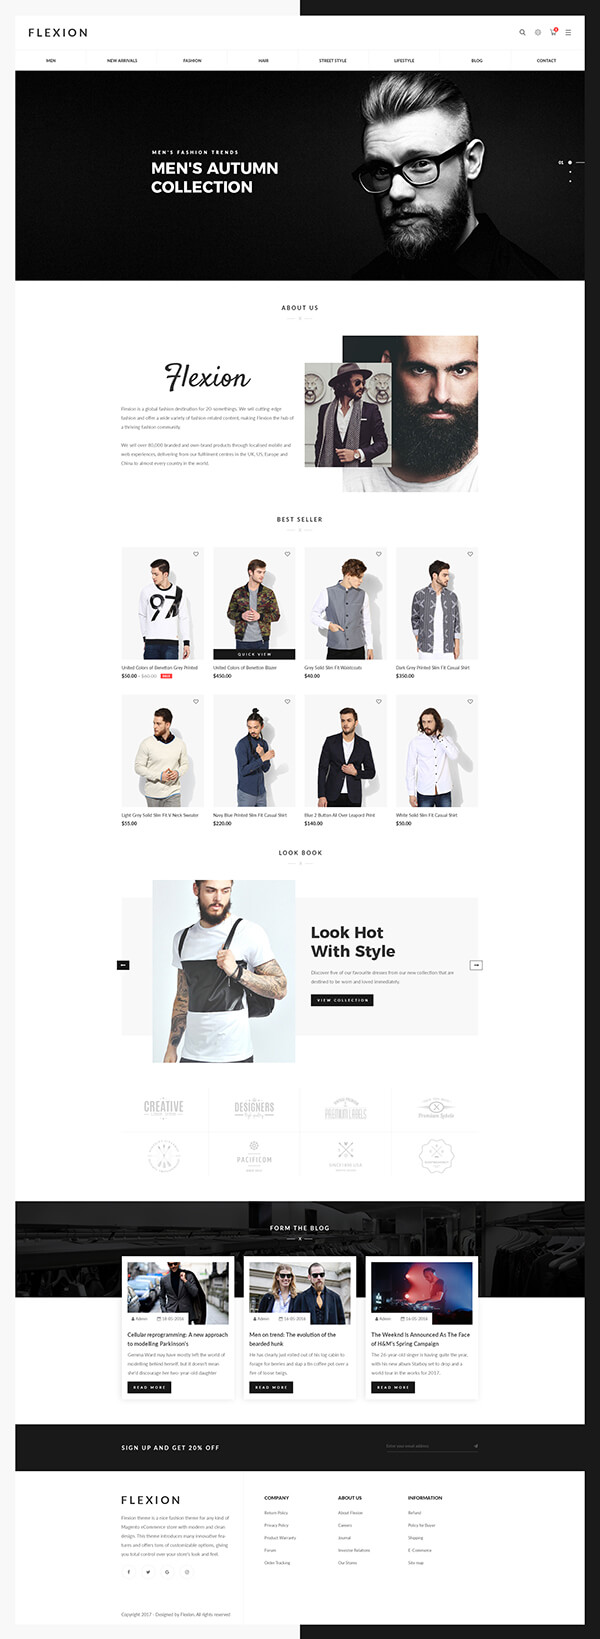 FLEXION
MEN NEW ARRIVALS FASHION HAIR STREET STYLE LIFESTYLE BLOG CONTACT
MEN'S FASHION TRENDS
MEN'S AUTUMN
COLLECTION
01
ABOUT US
Flexion
Flexion is a global fashion destination for 20-somethings. We sell cutting-edge
fashion and offer a wide variety of fashion-related content, making Flexion the hub of
a thriving fashion community.
We sell over 80,000 branded and own-brand products through localised mobile and
web experiences, delivering from our fulfilment centres in the UK, US, Europe and
China to almost every country in the world.
BEST SELLER
QUICK VIEW
United Colors of Benetton Grey Printed
$50.00 - $60.00
United Colors of Benetton Blazer
$450.00
Grey Solid Slim Fit Waistcoats
$40.00
Dark Grey Printed Slim Fit Casual Shirt
$350.00
Light Grey Solid Slim Fit V Neck Sweater
$55.00
Navy Blue Printed Slim Fit Casual Shirt
$220.00
Blue 2 Button All Over Leapord Print
$140.00
White Solid Slim Fit Casual Shirt
$50.00
LOOK BOOK
Look Hot
With Style
Discover five of our favourite dresses from our new collection that are
destined to be worn and loved immediately.
VIEW COLLECTION
CREATIVE
DESIGNERS
PREMIUM LABELS
Premium Labels
PACIFICOM
FORM THE BLOG
Admin 18-05-2016
Cellular reprogramming: A new approach
to modelling Parkinson's
Gemma Ward may have mostly left the world of
modelling behind benefit, but it doesn't mean
she'd discourage her two-year-old daughter
READ MORE
Admin 16-05-2016
Men on trend: The evolution of the
bearded hunk
He has clearly just rolled out of his log cabin to
forage for berries and slap a fin coffee pot over a
fire of loose twigs.
READ MORE
Admin 14-05-2016
The Weeknd Is Announced As The Face
of H&M's Spring Campaign
The 26-year-old singer is having quite the year,
with his new album Starboy set to drop and a
world tour in the works for 2017.
READ MORE
SIGN UP AND GET 20% OFF
Enter your email address
FLEXION
Flexion theme is a nice fashion theme for any kind of
Magento eCommerce store with modern and clean
design. This theme introduces many innovative fea-
tures and offers tons of customizable options, giving
you total control over your store's look and feel.
COMPANY
Return Policy
Privacy Policy
Product Warranty
Forum
Order Tracking
ABOUT US
About Flexion
Careers
Journal
Investor Relations
Our Stores
INFORMATION
Refund
Policy for Buyer
Shipping
E-Commerce
Site map
Copyright 2017 - Designed by Flexion. All rights reserved